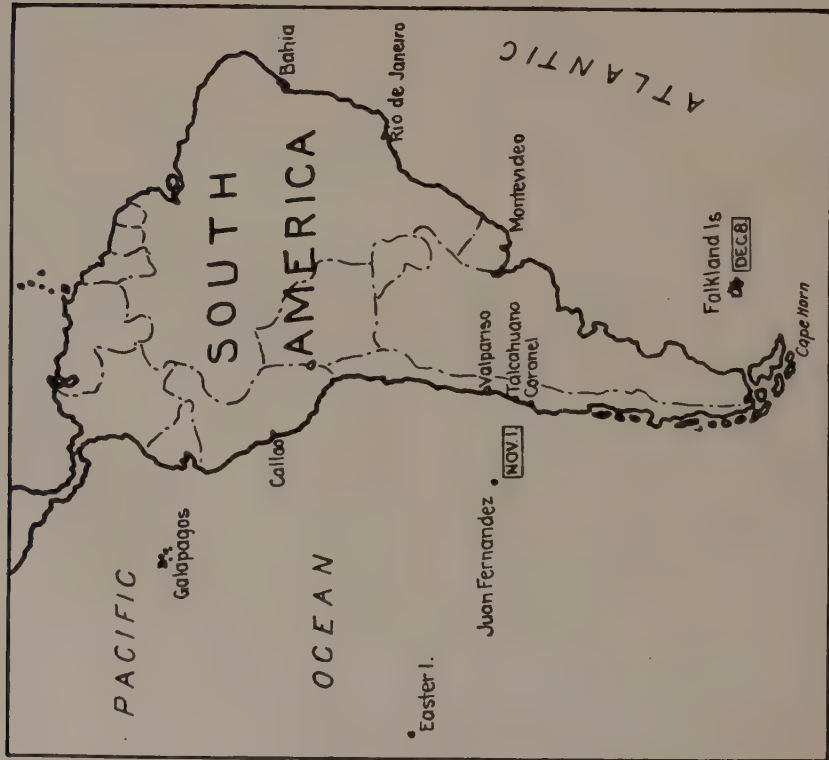 PACIFIC
OCEAN
ATLANTIC
SOUTH
AMERICA
Galapagos
Callao
Bahia
Rio de Janeiro
Easter I.
Juan Fernandez
NOV. 1
Valpariso
Talcahuano
Coronel
Montevideo
Falkland Is
DEC. 8
Cape Horn